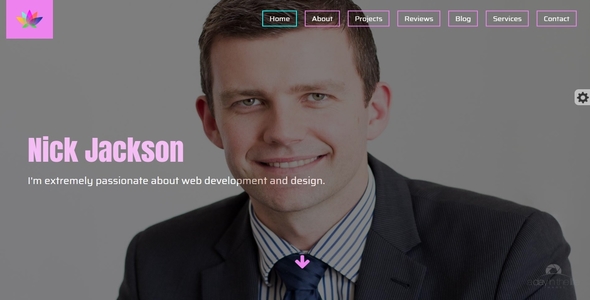 Home
About
Projects
Reviews
Blog
Services
Contact
Nick Jackson
I'm extremely passionate about web development and design.